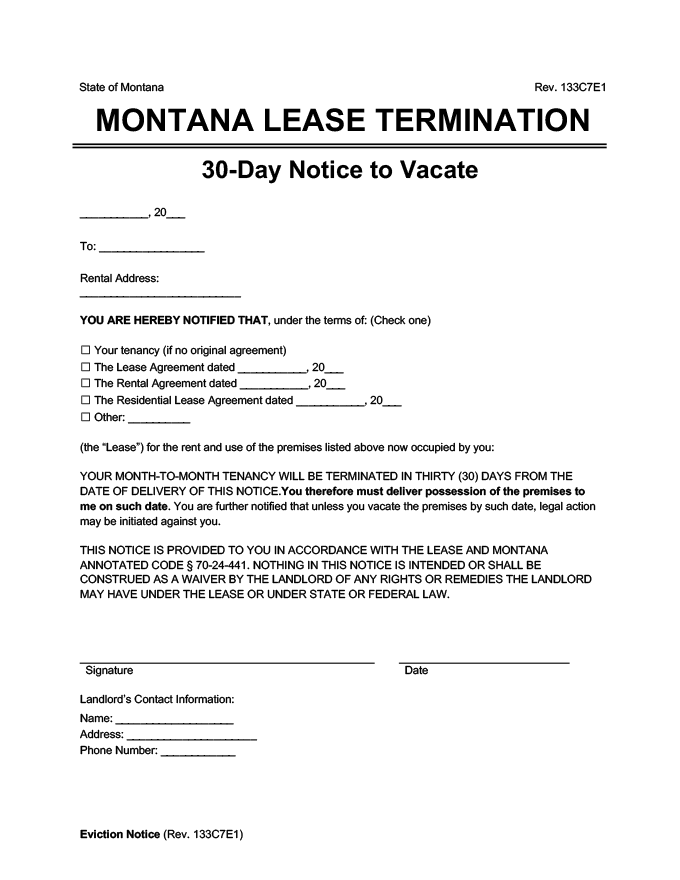 State of Montana Rev. 133C7E1
MONTANA LEASE TERMINATION
30-Day Notice to Vacate
___________, 20___
To: _________________
Rental Address:
__________________________
YOU ARE HEREBY NOTIFIED THAT, under the terms of: (Check one)
☐ Your tenancy (if no original agreement)
☐ The Lease Agreement dated ___________, 20___
☐ The Rental Agreement dated ___________, 20___
☐ The Residential Lease Agreement dated ___________, 20___
☐ Other: __________
(the “Lease”) for the rent and use of the premises listed above now occupied by you:
YOUR MONTH-TO-MONTH TENANCY WILL BE TERMINATED IN THIRTY (30) DAYS FROM THE
DATE OF DELIVERY OF THIS NOTICE.You therefore must deliver possession of the premises to
me on such date. You are further notified that unless you vacate the premises by such date, legal action
may be initiated against you.
THIS NOTICE IS PROVIDED TO YOU IN ACCORDANCE WITH THE LEASE AND MONTANA
ANNOTATED CODE § 70-24-441. NOTHING IN THIS NOTICE IS INTENDED OR SHALL BE
CONSTRUED AS A WAIVER BY THE LANDLORD OF ANY RIGHTS OR REMEDIES THE LANDLORD
MAY HAVE UNDER THE LEASE OR UNDER STATE OR FEDERAL LAW.
Signature Date
Landlord’s Contact Information:
Name: ___________________
Address: _____________________
Phone Number: ____________
Eviction Notice (Rev. 133C7E1)